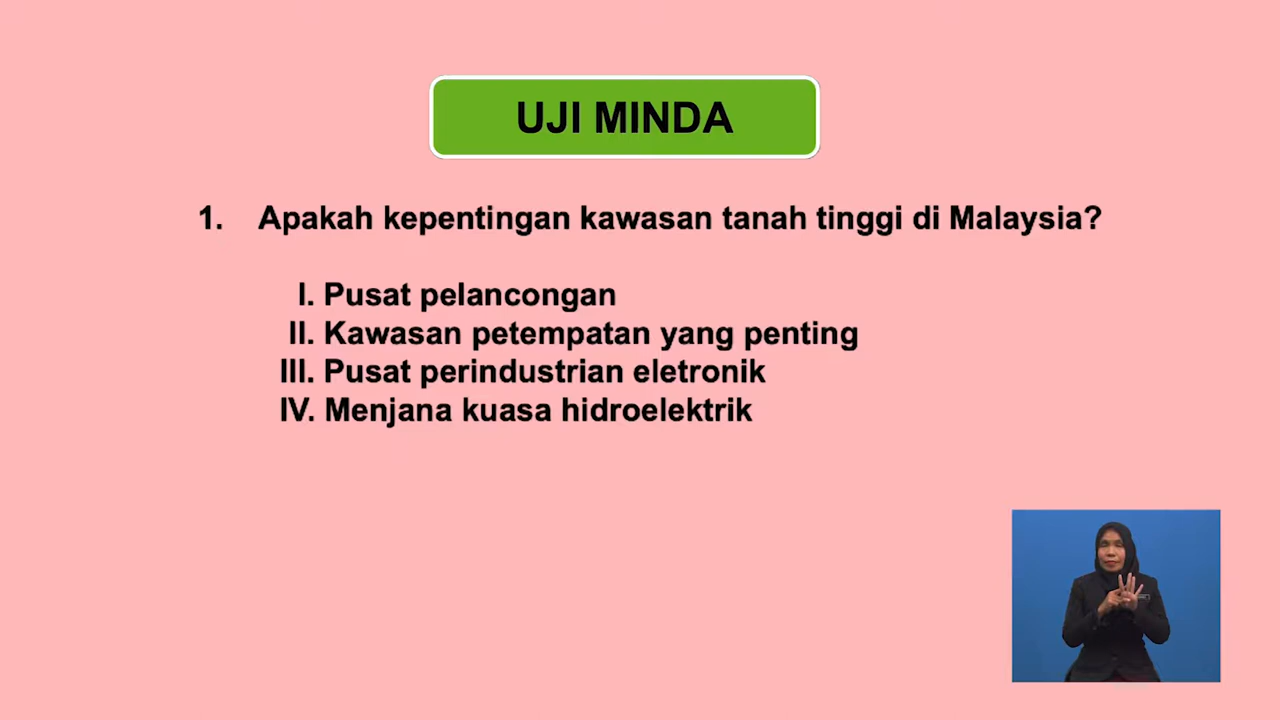 UJI MINDA
1. Apakah kepentingan kawasan tanah tinggi di Malaysia?
I. Pusat pelancongan
II. Kawasan petempatan yang penting
III. Pusat perindustrian eletronik
IV. Menjana kuasa hidroelektrik